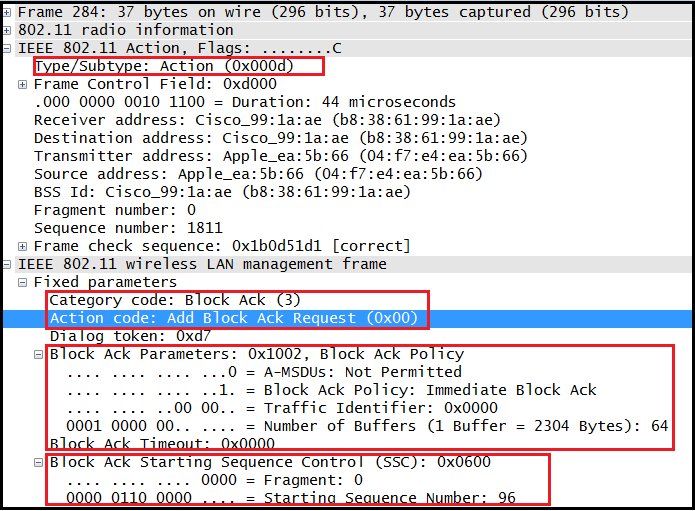 Frame 284: 37 bytes on wire (296 bits), 37 bytes captured (296 bits)
802.11 radio information
IEEE 802.11 Action, Flags: ........C
Type/Subtype: Action (0x000d)
Frame Control Field: 0xd000
.000 0000 0010 1100 = Duration: 44 microseconds
Receiver address: Cisco_99:1a:ae (b8:38:61:99:1a:ae)
Destination address: Cisco_99:1a:ae (b8:38:61:99:1a:ae)
Transmitter address: Apple_ea:5b:66 (04:f7:e4:ea:5b:66)
Source address: Apple_ea:5b:66 (04:f7:e4:ea:5b:66)
BSS Id: Cisco_99:1a:ae (b8:38:61:99:1a:ae)
Fragment number: 0
Sequence number: 1811
Frame check sequence: 0x1b0d51d1 [correct]
IEEE 802.11 wireless LAN management frame
Fixed parameters
Category code: Block Ack (3)
Action code: Add Block Ack Request (0x00)
Dialog token: 0xd7
Block Ack Parameters: 0x1002, Block Ack Policy
.... .... .... ...0 = A-MSDUs: Not Permitted
.... .... .... ..1. = Block Ack Policy: Immediate Block Ack
.... .... ..00 00.. = Traffic Identifier: 0x0000
0001 0000 00.. .... = Number of Buffers (1 Buffer = 2304 Bytes): 64
Block Ack Timeout: 0x0000
Block Ack Starting Sequence Control (SSC): 0x0600
.... .... .... 0000 = Fragment: 0
0000 0110 0000 .... = Starting Sequence Number: 96